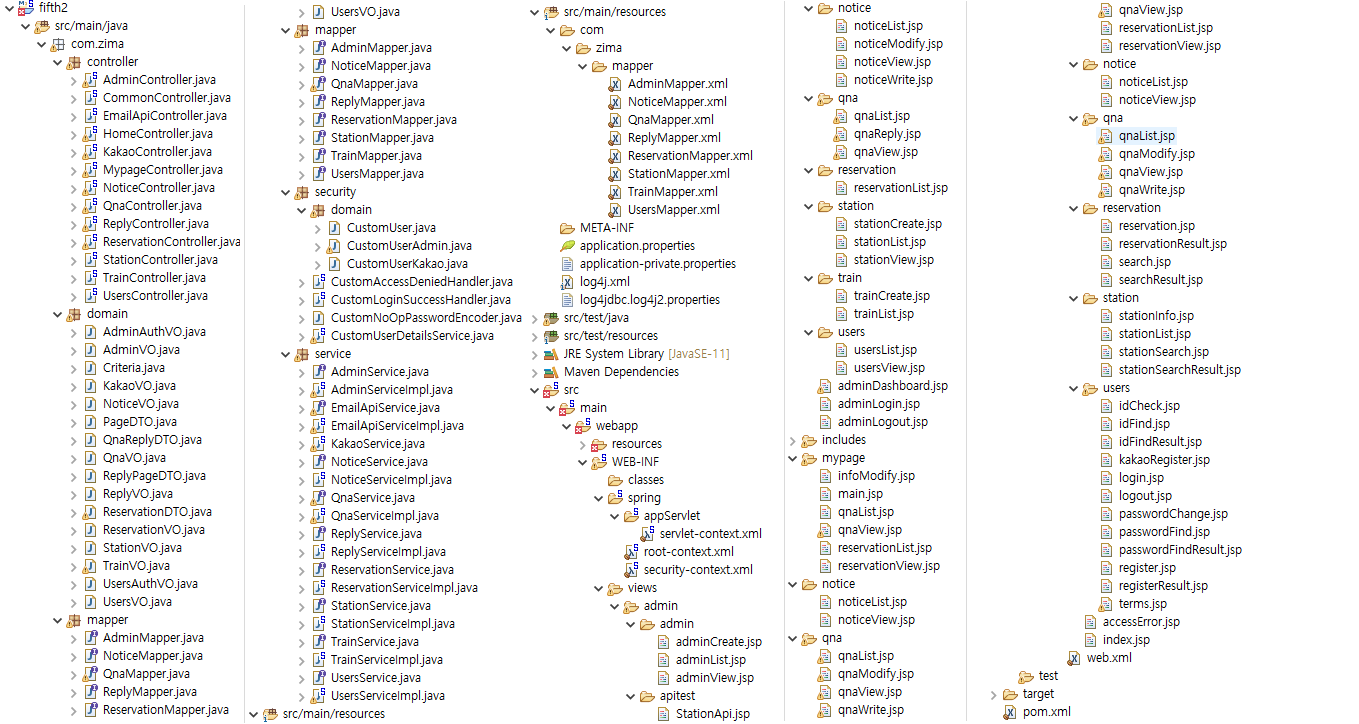 fifth2
src/main/java
com.zima
controller
AdminController.java
CommonController.java
EmailApiController.java
HomeController.java
KakaoController.java
MypageController.java
NoticeController.java
QnaController.java
ReplyController.java
ReservationController.java
StationController.java
TrainController.java
UsersController.java
domain
AdminAuthVO.java
AdminVO.java
Criteria.java
KakaoVO.java
NoticeVO.java
PageDTO.java
QnaReplyDTO.java
QnaVO.java
ReplyPageDTO.java
ReplyVO.java
ReservationDTO.java
ReservationVO.java
StationVO.java
TrainVO.java
UsersAuthVO.java
UsersVO.java
mapper
AdminMapper.java
NoticeMapper.java
QnaMapper.java
ReplyMapper.java
ReservationMapper.java
UsersVO.java
mapper
AdminMapper.java
NoticeMapper.java
QnaMapper.java
ReplyMapper.java
ReservationMapper.java
StationMapper.java
TrainMapper.java
UsersMapper.java
security
domain
CustomUser.java
CustomUserAdmin.java
CustomUserKakao.java
CustomAccessDeniedHandler.java
CustomLoginSuccessHandler.java
CustomNoOpPasswordEncoder.java
CustomUserDetailsService.java
service
AdminService.java
AdminServiceImpl.java
EmailApiService.java
EmailApiServiceImpl.java
KakaoService.java
NoticeService.java
NoticeServiceImpl.java
QnaService.java
QnaServiceImpl.java
ReplyService.java
ReplyServiceImpl.java
ReservationService.java
ReservationServiceImpl.java
StationService.java
StationServiceImpl.java
TrainService.java
TrainServiceImpl.java
UsersService.java
UsersServiceImpl.java
src/main/resources
src/main/resources
com
zima
mapper
AdminMapper.xml
NoticeMapper.xml
QnaMapper.xml
ReplyMapper.xml
ReservationMapper.xml
StationMapper.xml
TrainMapper.xml
UsersMapper.xml
META-INF
application.properties
application-private.properties
log4j.xml
log4jdbc.log4j2.properties
src/test/java
src/test/resources
JRE System Library [JavaSE-11]
Maven Dependencies
src
main
webapp
resources
WEB-INF
classes
spring
appServlet
servlet-context.xml
root-context.xml
security-context.xml
views
admin
admin
adminCreate.jsp
adminList.jsp
adminView.jsp
apitest
StationApi.jsp
notice
noticeList.jsp
noticeModify.jsp
noticeView.jsp
noticeWrite.jsp
qna
qnaList.jsp
qnaReply.jsp
qnaView.jsp
reservation
reservationList.jsp
station
stationCreate.jsp
stationList.jsp
stationView.jsp
train
trainCreate.jsp
trainList.jsp
users
usersList.jsp
usersView.jsp
adminDashboard.jsp
adminLogin.jsp
adminLogout.jsp
includes
mypage
infoModify.jsp
main.jsp
qnaList.jsp
qnaView.jsp
reservationList.jsp
reservationView.jsp
notice
noticeList.jsp
noticeView.jsp
qna
qnaList.jsp
qnaModify.jsp
qnaView.jsp
qnaWrite.jsp
qnaView.jsp
reservationList.jsp
reservationView.jsp
notice
noticeList.jsp
noticeView.jsp
qna
qnaList.jsp
qnaModify.jsp
qnaView.jsp
qnaWrite.jsp
reservation
reservation.jsp
reservationResult.jsp
search.jsp
searchResult.jsp
station
stationInfo.jsp
stationList.jsp
stationSearch.jsp
stationSearchResult.jsp
users
idCheck.jsp
idFind.jsp
idFindResult.jsp
kakaoRegister.jsp
login.jsp
logout.jsp
passwordChange.jsp
passwordFind.jsp
passwordFindResult.jsp
register.jsp
registerResult.jsp
terms.jsp
accessError.jsp
index.jsp
web.xml
test
target
pom.xml